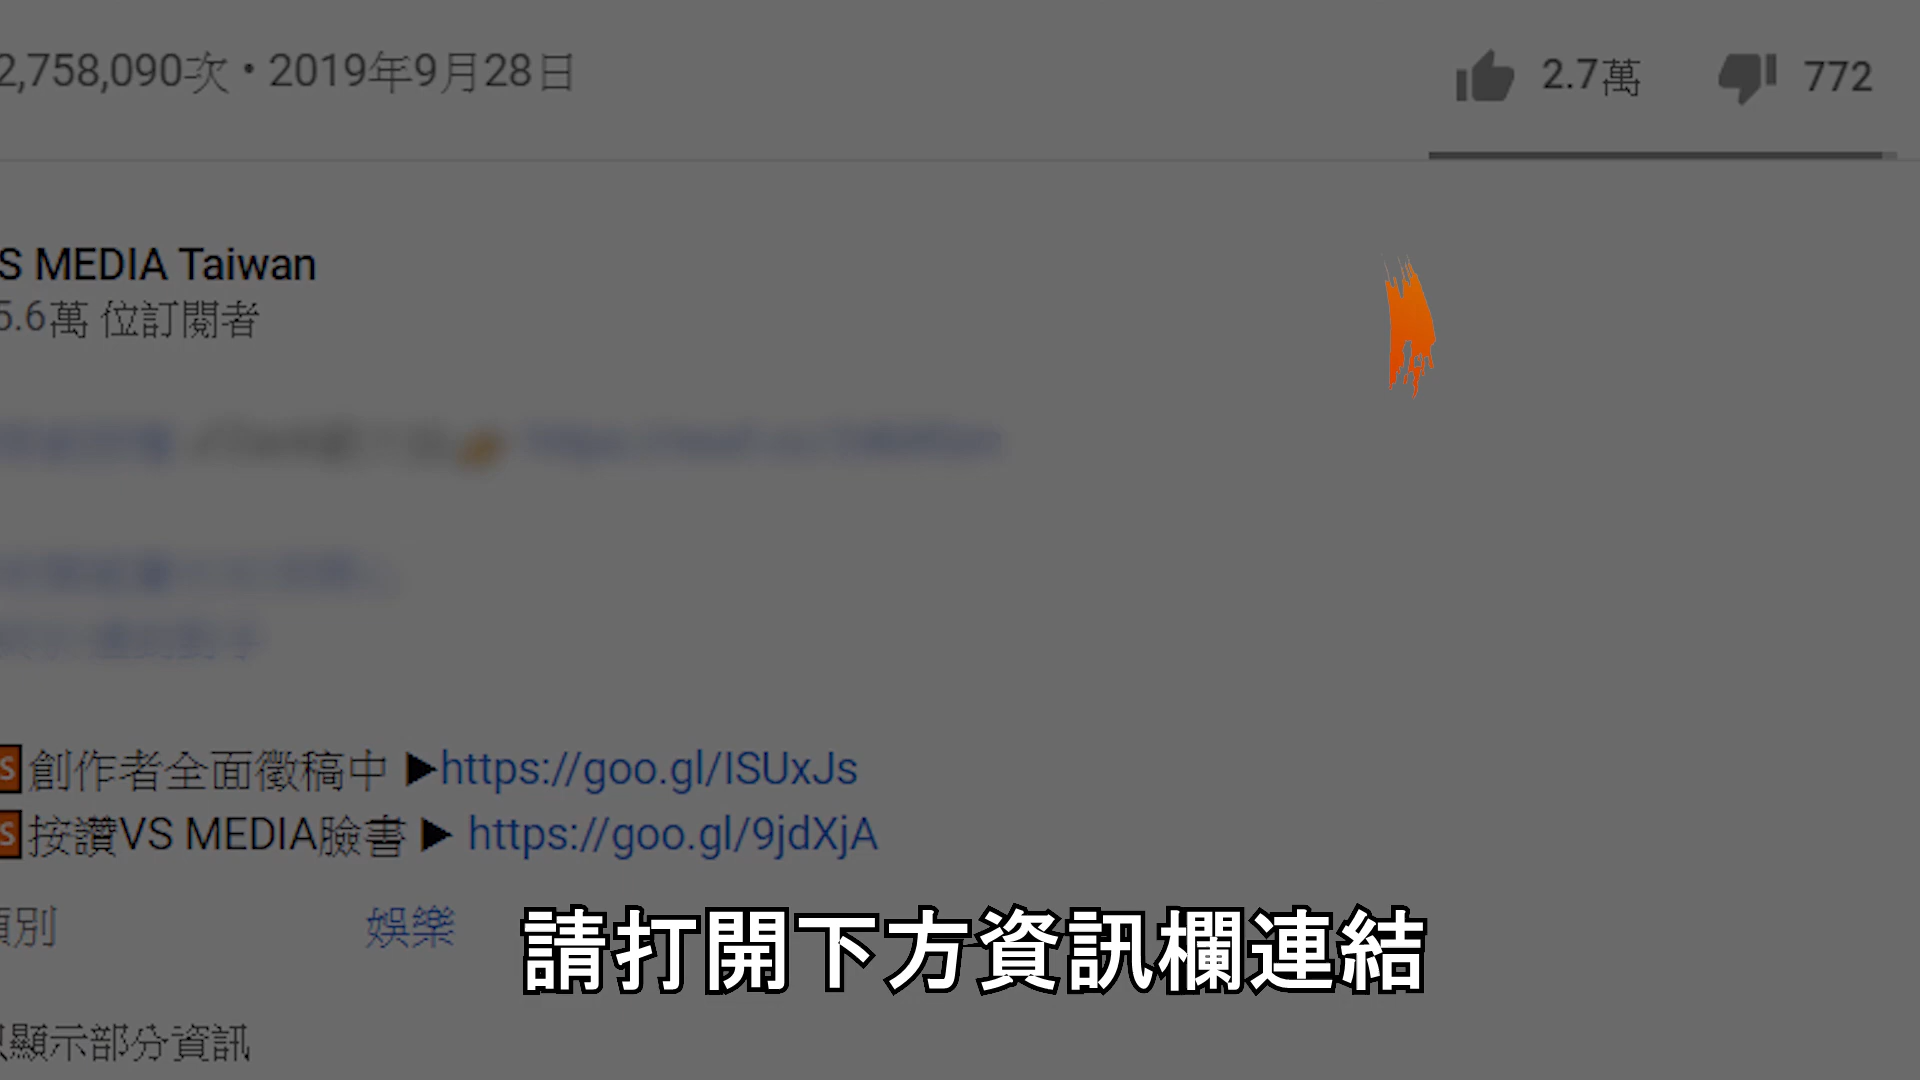 2,758,090次 • 2019年9月28日
2.7萬
772
S MEDIA Taiwan
5.6萬 位訂閱者
S創作者全面徵稿中 ▶https://goo.gl/ISUxJs
S按讚VS MEDIA臉書 ▶ https://goo.gl/9jdXjA
類別 娛樂
請打開下方資訊欄連結
只顯示部分資訊